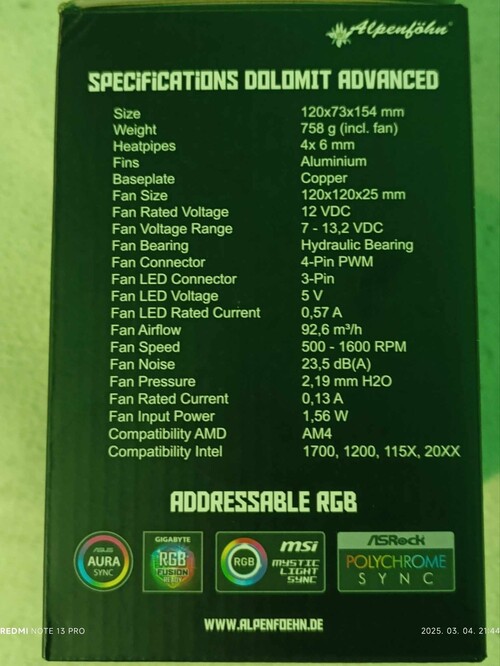 Alpenföhn
SPECIFICATIONS DOLOMIT ADVANCED
Size 120x73x154 mm
Weight 758 g (incl. fan)
Heatpipes 4x 6 mm
Fins Aluminium
Baseplate Copper
Fan Size 120x120x25 mm
Fan Rated Voltage 12 VDC
Fan Voltage Range 7 - 13,2 VDC
Fan Bearing Hydraulic Bearing
Fan Connector 4-Pin PWM
Fan LED Connector 3-Pin
Fan LED Voltage 5 V
Fan LED Rated Current 0,57 A
Fan Airflow 92,6 m³/h
Fan Speed 500 - 1600 RPM
Fan Noise 23,5 dB(A)
Fan Pressure 2,19 mm H2O
Fan Rated Current 0,13 A
Fan Input Power 1,56 W
Compatibility AMD AM4
Compatibility Intel 1700, 1200, 115X, 20XX
ADDRESSABLE RGB
ASUS
AURA
SYNC
GIGABYTE
RGB
FUSION
READY
RGB
msi
MYSTIC
LIGHT
SYNC
ASRock
POLYCHROME
SYNC
WWW.ALPENFOEHN.DE
REDMI NOTE 13 PRO 2025. 03. 04. 21:44